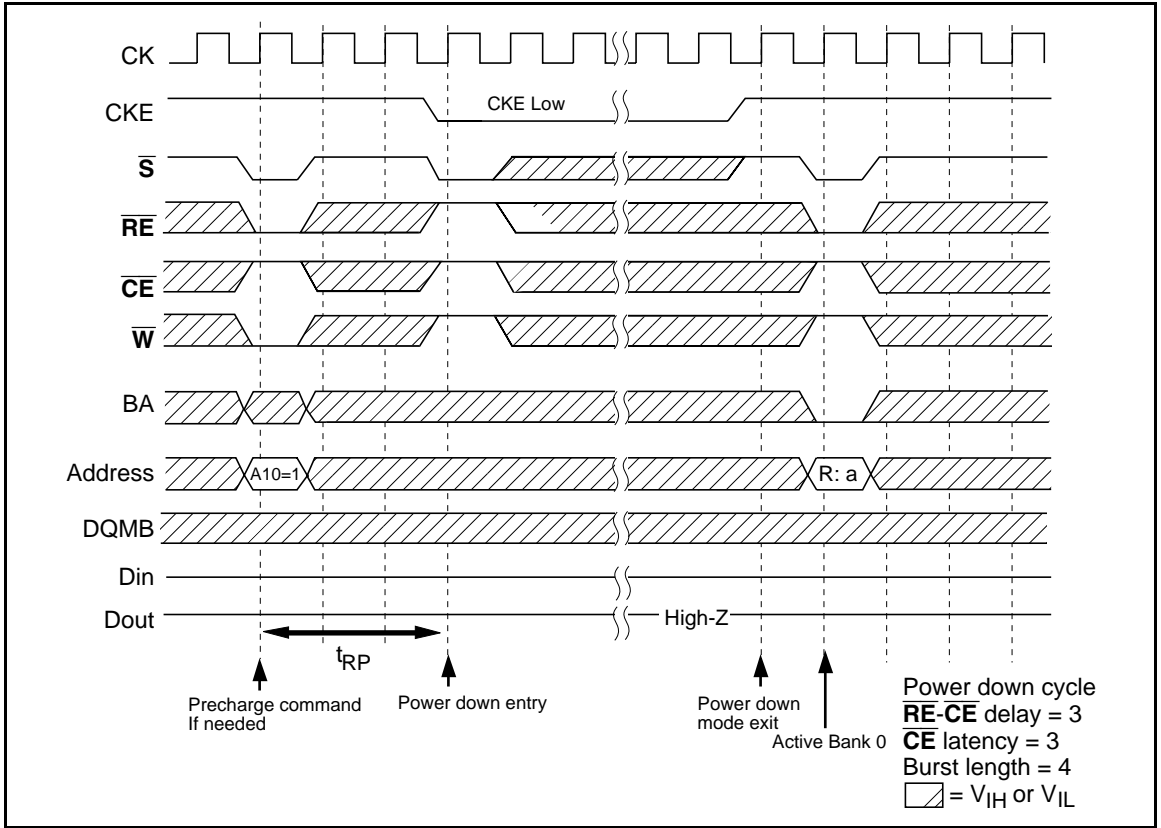 CK
CKE
CKE Low
S
RE
CE
W
BA
Address
A10=1
R: a
DQMB
Din
Dout
High-Z
tRP
Precharge command
If needed
Power down entry
Power down
mode exit
Active Bank 0
Power down cycle
RE-CE delay = 3
CE latency = 3
Burst length = 4
= VIH or VIL